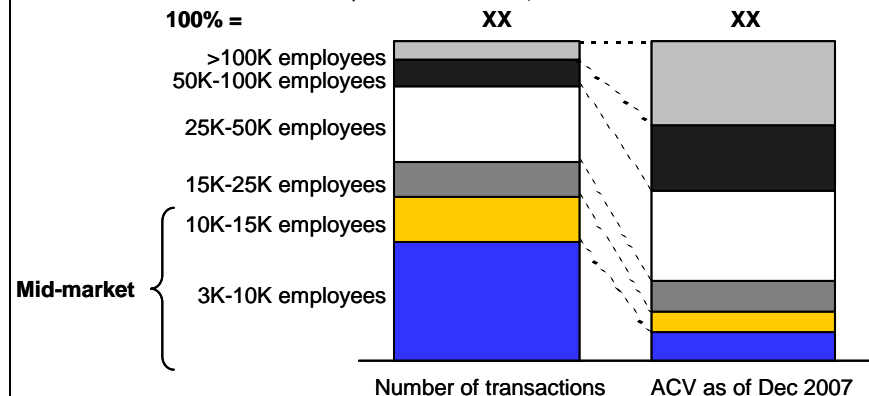 100% =
XX
XX
>100K employees
50K-100K employees
25K-50K employees
15K-25K employees
10K-15K employees
Mid-market
3K-10K employees
Number of transactions
ACV as of Dec 2007